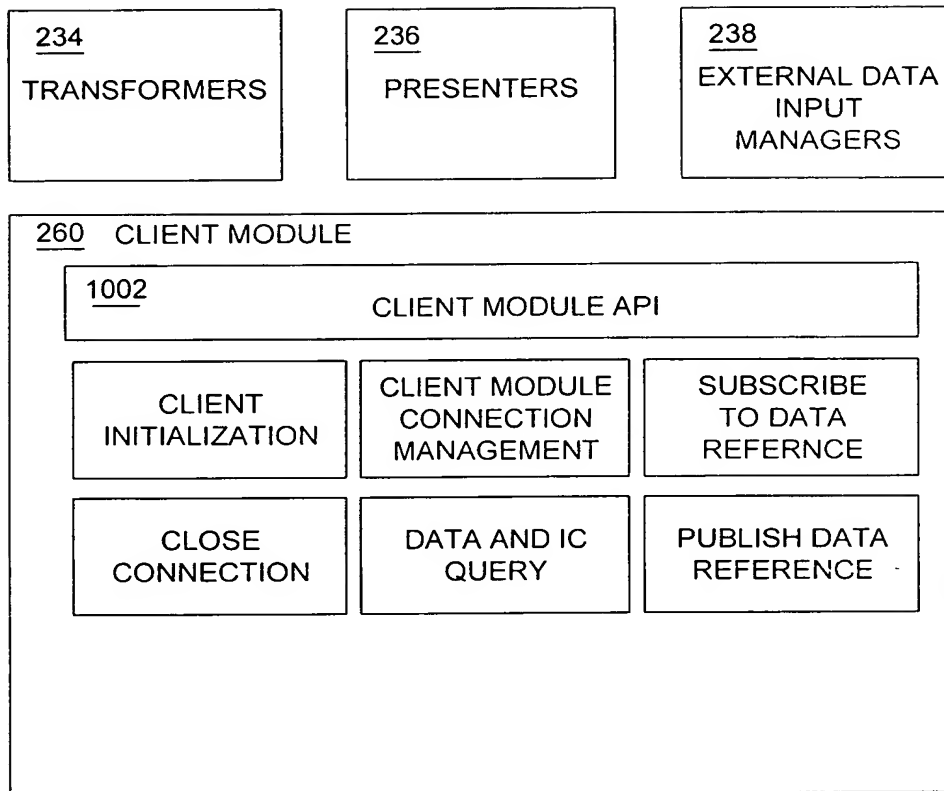 234
TRANSFORMERS
236
PRESENTERS
238
EXTERNAL DATA
INPUT
MANAGERS
260 CLIENT MODULE
1002
CLIENT MODULE API
CLIENT
INITIALIZATION
CLIENT MODULE
CONNECTION
MANAGEMENT
SUBSCRIBE
TO DATA
REFERNCE
CLOSE
CONNECTION
DATA AND IC
QUERY
PUBLISH DATA
REFERENCE